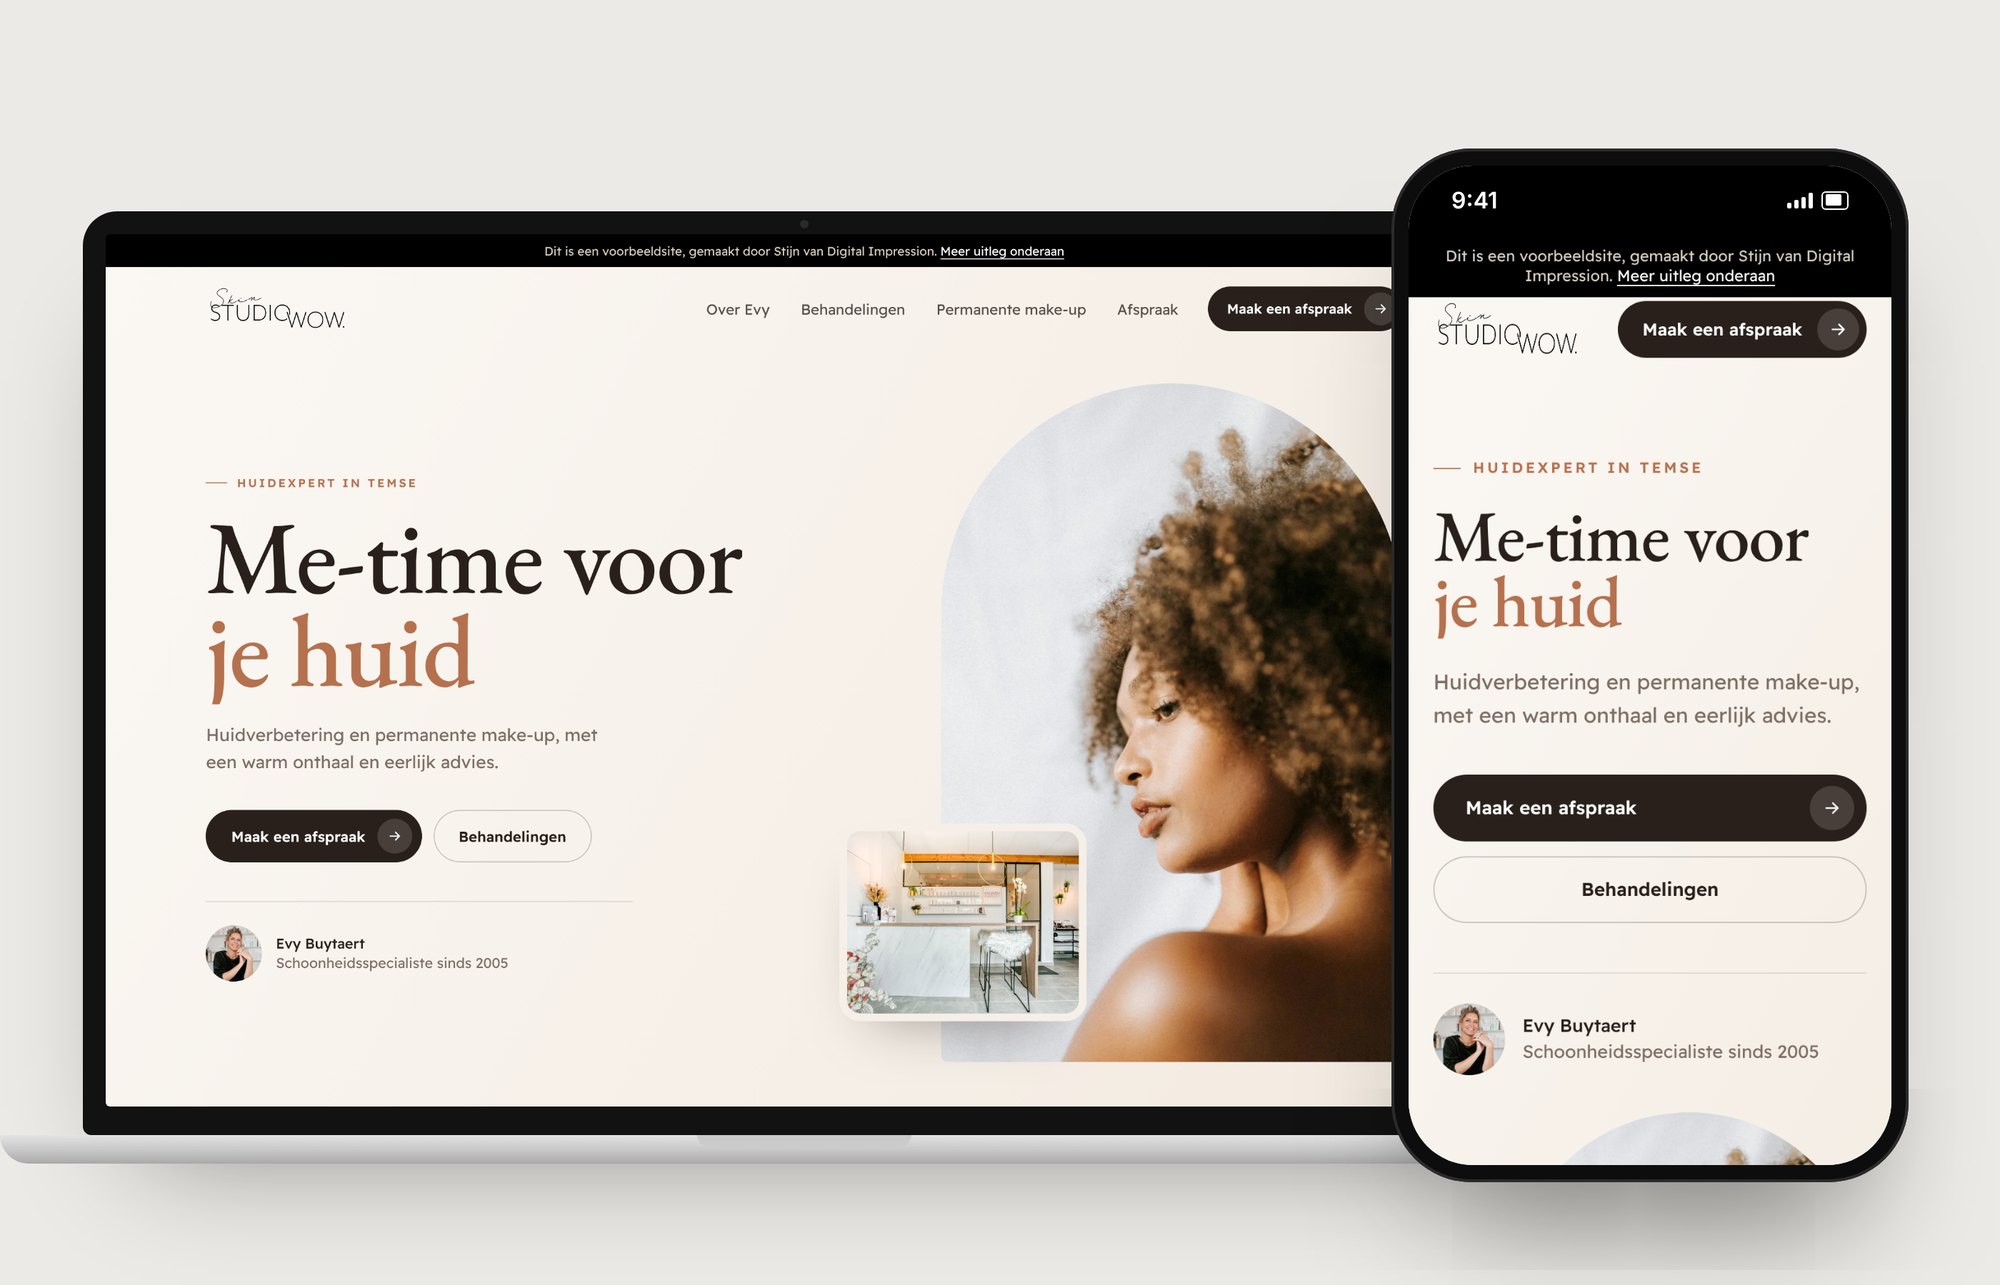 Dit is een voorbeeldsite, gemaakt door Stijn van Digital Impression. Meer uitleg onderaan
Skin
STUDIO WOW.
Over Evy Behandelingen Permanente make-up Afspraak Maak een afspraak →
HUIDEXPERT IN TEMSE
Me-time voor
je huid
Huidverbetering en permanente make-up, met
een warm onthaal en eerlijk advies.
Maak een afspraak → Behandelingen
Evy Buytaert
Schoonheidsspecialiste sinds 2005
9:41
Dit is een voorbeeldsite, gemaakt door Stijn van Digital
Impression. Meer uitleg onderaan
Skin
STUDIO WOW.
Maak een afspraak →
HUIDEXPERT IN TEMSE
Me-time voor
je huid
Huidverbetering en permanente make-up,
met een warm onthaal en eerlijk advies.
Maak een afspraak →
Behandelingen
Evy Buytaert
Schoonheidsspecialiste sinds 2005